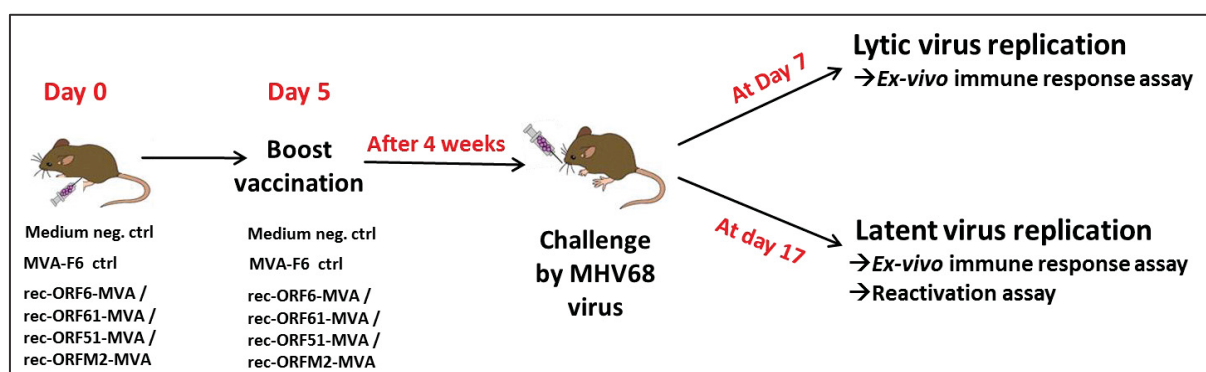 Day 0
Medium neg. ctrl
MVA-F6 ctrl
rec-ORF6-MVA /
rec-ORF61-MVA /
rec-ORF51-MVA /
rec-ORFM2-MVA
Day 5
Boost
vaccination
Medium neg. ctrl
MVA-F6 ctrl
rec-ORF6-MVA /
rec-ORF61-MVA /
rec-ORF51-MVA /
rec-ORFM2-MVA
After 4 weeks
Challenge
by MHV68
virus
At Day 7
Lytic virus replication
→Ex-vivo immune response assay
At day 17
Latent virus replication
→Ex-vivo immune response assay
→Reactivation assay